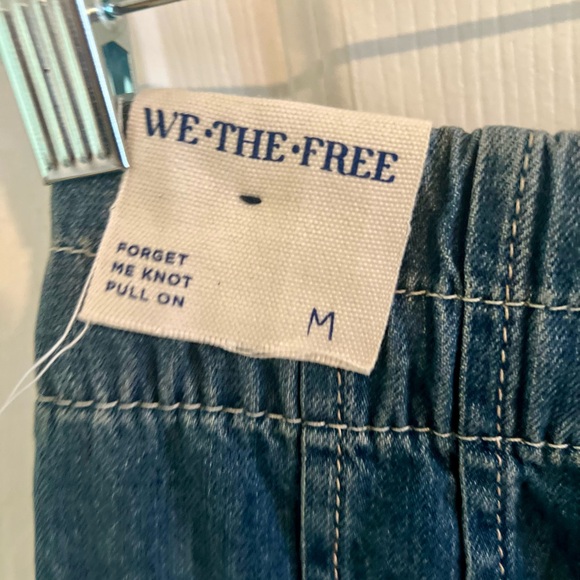 WE•THE•FREE
FORGET
ME KNOT
PULL ON
M